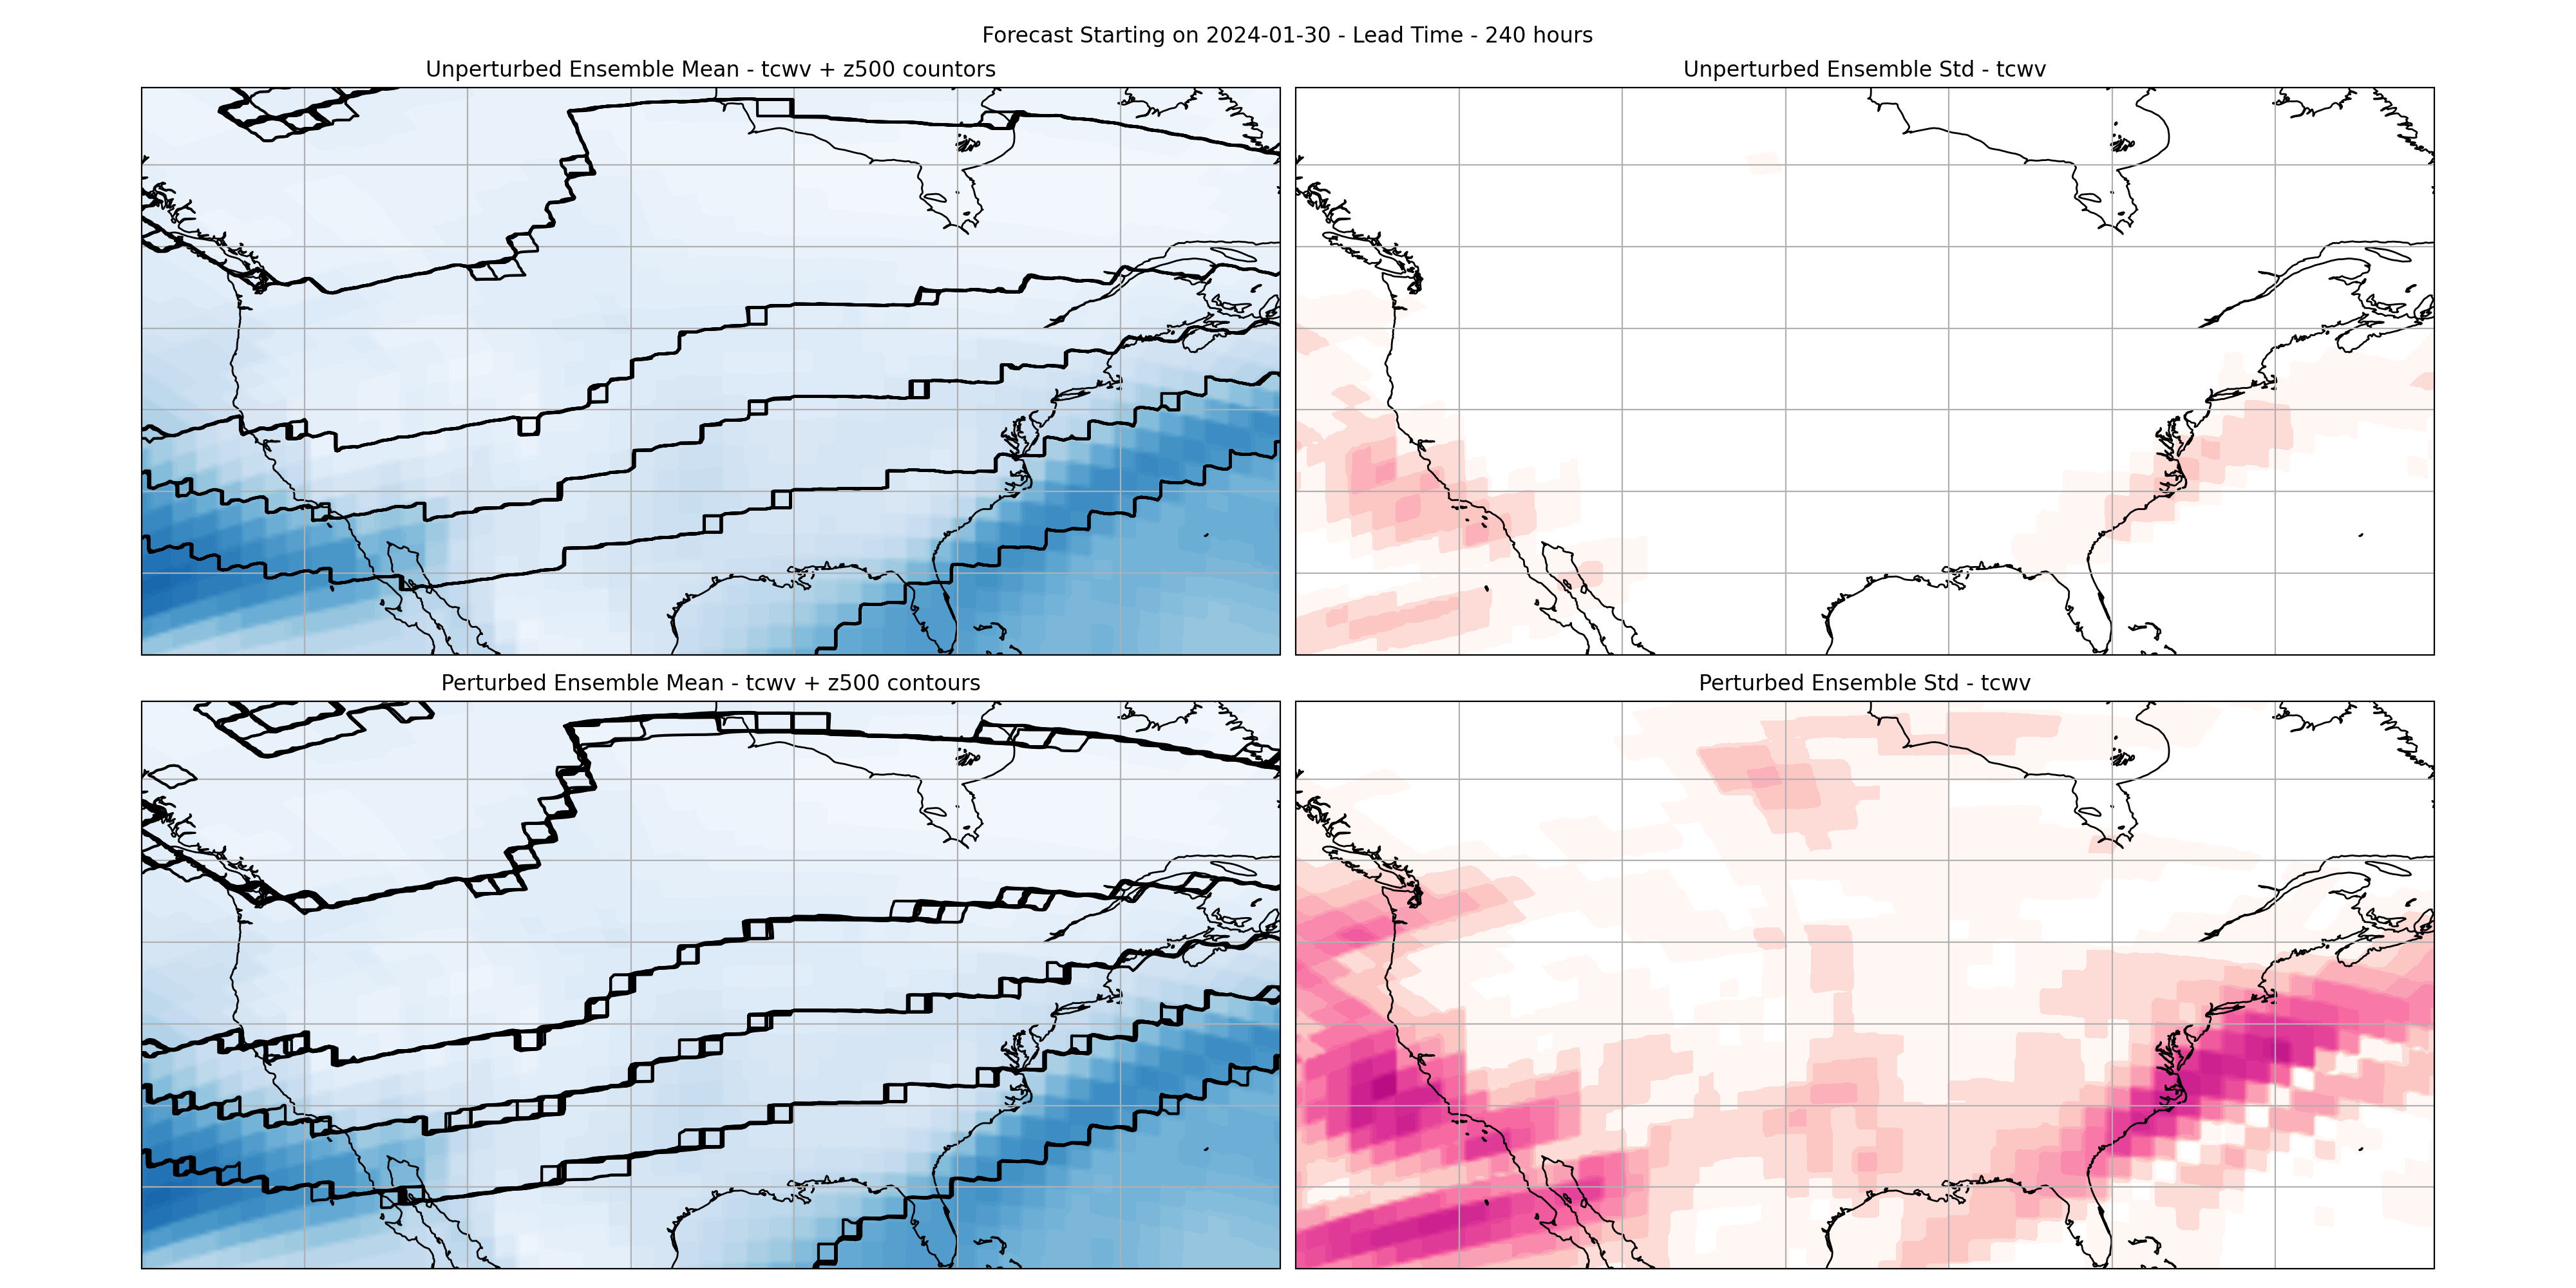 Forecast Starting on 2024-01-30 - Lead Time - 240 hours
Unperturbed Ensemble Mean - tcwv + z500 countors
Unperturbed Ensemble Std - tcwv
Perturbed Ensemble Mean - tcwv + z500 contours
Perturbed Ensemble Std - tcwv